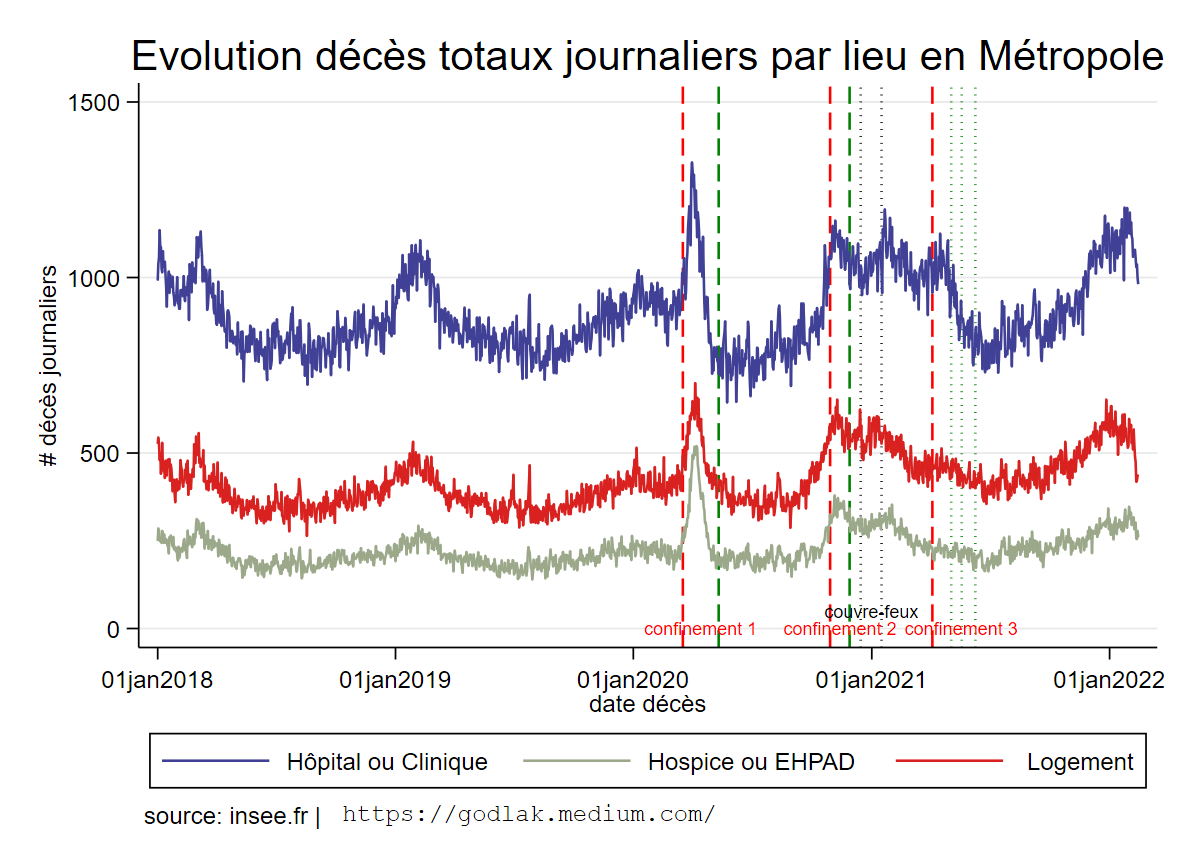 Evolution décès totaux journaliers par lieu en Métropole
1500
1000
500
0
# décès journaliers
couvre-feux
confinement 1 confinement 2 confinement 3
01jan2018 01jan2019 01jan2020 01jan2021 01jan2022
date décès
Hôpital ou Clinique Hospice ou EHPAD Logement
source: insee.fr | https://godlak.medium.com/